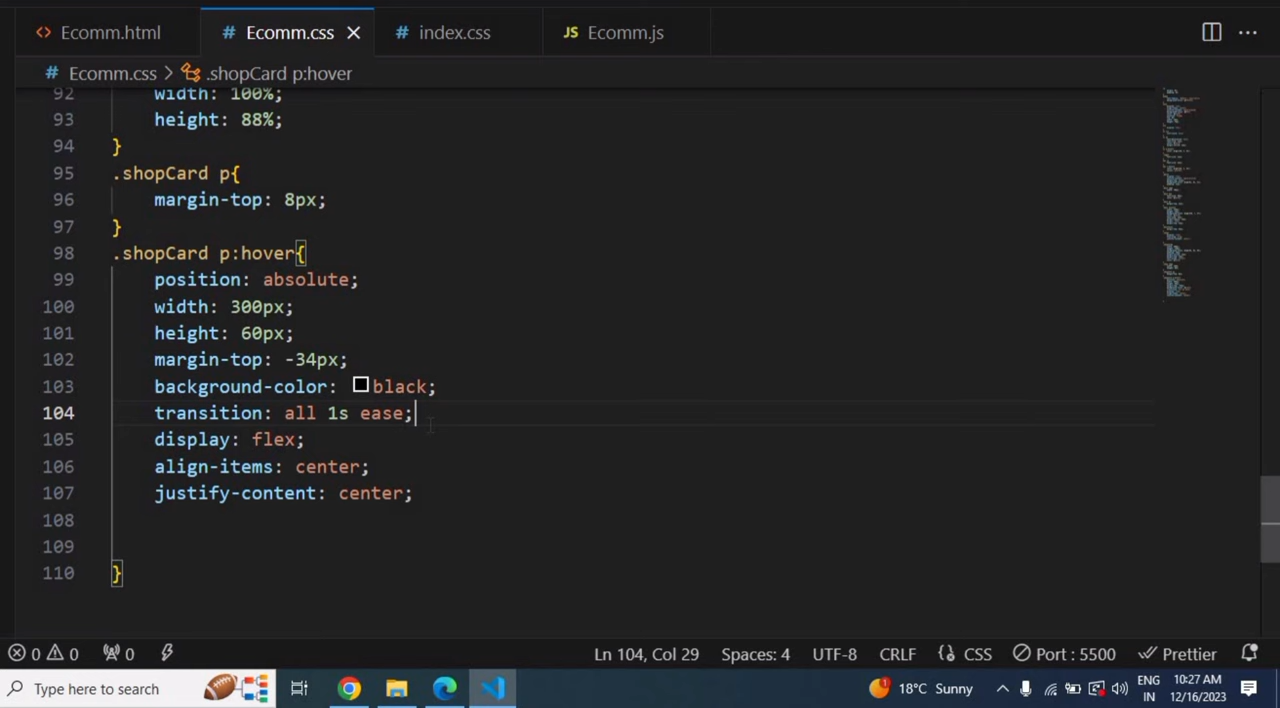 Ecomm.html
# Ecomm.css
# index.css
JS Ecomm.js
# Ecomm.css > .shopCard p:hover
92 width: 100%;
93 height: 88%;
94 }
95 .shopCard p{
96 margin-top: 8px;
97 }
98 .shopCard p:hover{
99 position: absolute;
100 width: 300px;
101 height: 60px;
102 margin-top: -34px;
103 background-color: black;
104 transition: all 1s ease;
105 display: flex;
106 align-items: center;
107 justify-content: center;
108
109
110 }
0 0 0 Ln 104, Col 29 Spaces: 4 UTF-8 CRLF {} CSS Port : 5500 Prettier
Type here to search
1 18°C Sunny
ENG
IN
10:27 AM
12/16/2023